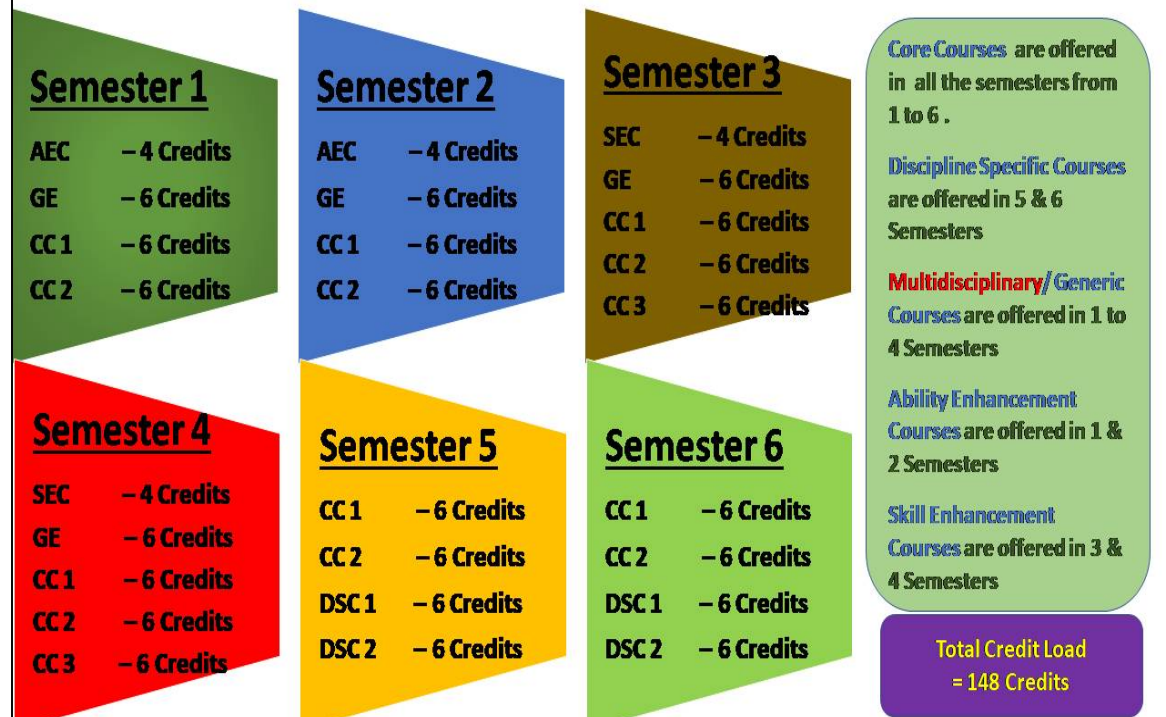 Semester 1
AEC – 4 Credits
GE – 6 Credits
CC 1 – 6 Credits
CC 2 – 6 Credits
Semester 2
AEC – 4 Credits
GE – 6 Credits
CC 1 – 6 Credits
CC 2 – 6 Credits
Semester 3
SEC – 4 Credits
GE – 6 Credits
CC 1 – 6 Credits
CC 2 – 6 Credits
CC 3 – 6 Credits
Semester 4
SEC – 4 Credits
GE – 6 Credits
CC 1 – 6 Credits
CC 2 – 6 Credits
CC 3 – 6 Credits
Semester 5
CC 1 – 6 Credits
CC 2 – 6 Credits
DSC 1 – 6 Credits
DSC 2 – 6 Credits
Semester 6
CC 1 – 6 Credits
CC 2 – 6 Credits
DSC 1 – 6 Credits
DSC 2 – 6 Credits
Core Courses are offered
in all the semesters from
1 to 6 .
Discipline Specific Courses
are offered in 5 & 6
Semesters
Multidisciplinary/ Generic
Courses are offered in 1 to
4 Semesters
Ability Enhancement
Courses are offered in 1 &
2 Semesters
Skill Enhancement
Courses are offered in 3 &
4 Semesters
Total Credit Load
= 148 Credits